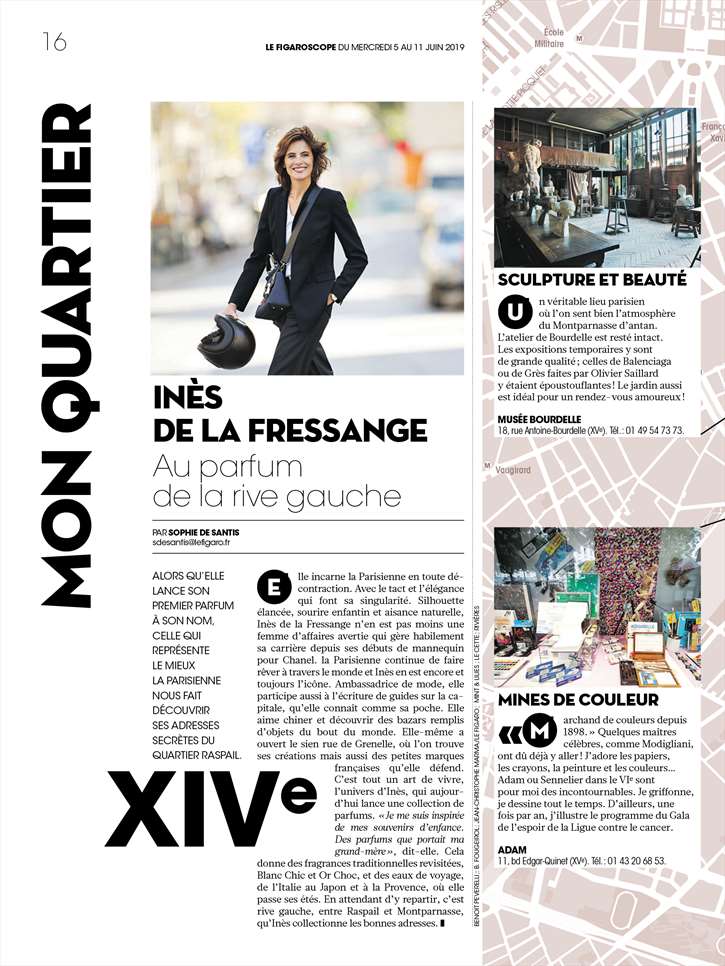 16
LE FIGAROSCOPE DU MERCREDI 5 AU 11 JUIN 2019
MON QUARTIER
INÈS
DE LA FRESSANGE
Au parfum
de la rive gauche
PAR SOPHIE DE SANTIS
sdesantis@lefigaro.fr
ALORS QU'ELLE
LANCE SON
PREMIER PARFUM
À SON NOM,
CELLE QUI
REPRÉSENTE
LE MIEUX
LA PARISIENNE
NOUS FAIT
DÉCOUVRIR
SES ADRESSES
SECRÈTES DU
QUARTIER RASPAIL.
XIVe
Elle incarne la Parisienne en toute dé-
contraction. Avec le tact et l'élégance
qui font sa singularité. Silhouette
élancée, sourire enfantin et aisance naturelle,
Inès de la Fressange n'en est pas moins une
femme d'affaires avertie qui gère habilement
sa carrière depuis ses débuts de mannequin
pour Chanel. la Parisienne continue de faire
rêver à travers le monde et Inès en est encore et
toujours l'icône. Ambassadrice de mode, elle
participe aussi à l'écriture de guides sur la ca-
pitale, qu'elle connaît comme sa poche. Elle
aime chiner et découvrir des bazars remplis
d'objets du bout du monde. Elle-même a
ouvert le sien rue de Grenelle, où l'on trouve
ses créations mais aussi des petites marques
françaises qu'elle défend.
C'est tout un art de vivre,
l'univers d'Inès, qui aujour-
d'hui lance une collection de
parfums. «Je me suis inspirée
de mes souvenirs d'enfance.
Des parfums que portait ma
grand-mère», dit-elle. Cela
donne des fragrances traditionnelles revisitées,
Blanc Chic et Or Choc, et des eaux de voyage,
de l'Italie au Japon et à la Provence, où elle
passe ses étés. En attendant d'y repartir, c'est
rive gauche, entre Raspail et Montparnasse,
qu'Inès collectionne les bonnes adresses.
École
Militaire
M
SCULPTURE ET BEAUTÉ
Un véritable lieu parisien
où l'on sent bien l'atmosphère
du Montparnasse d'antan.
L'atelier de Bourdelle est resté intact.
Les expositions temporaires y sont
de grande qualité ; celles de Balenciaga
ou de Grès faites par Olivier Saillard
y étaient époustouflantes ! Le jardin aussi
est idéal pour un rendez-vous amoureux !
MUSÉE BOURDELLE
18, rue Antoine-Bourdelle (XVe). Tél. : 01 49 54 73 73.
M Vaugirard
MINES DE COULEUR
«Marchand de couleurs depuis
1898. » Quelques maîtres
célèbres, comme Modigliani,
ont dû déjà y aller ! J'adore les papiers,
les crayons, la peinture et les couleurs...
Adam ou Sennelier dans le VIe sont
pour moi des incontournables. Je griffonne,
je dessine tout le temps. D'ailleurs, une
fois par an, j'illustre le programme du Gala
de l'espoir de la Ligue contre le cancer.
ADAM
11, bd Edgar-Quinet (XVe). Tél. : 01 43 20 68 53.